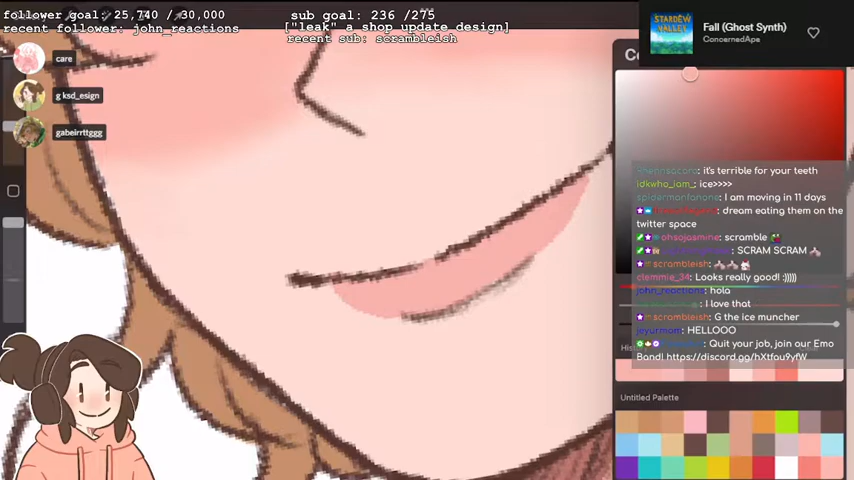 follower goal: 25,740 / 30,000
recent follower: john_reactions
sub goal: 236 /275
["leak" a shop update design]
recent sub: scrambleish
STARDEW VALLEY
Fall (Ghost Synth)
ConcernedApe
care
g ksd_esign
gabeirrttggg
Co
: it's terrible for your teeth
idkwho_iam_: ice>>>>
spidermanfanone: I am moving in 11 days
: dream eating them on the
twitter space
ohsojasmine: scramble
: SCRAM SCRAM
scrambleish:
clemmie_34: Looks really good! :)))))
john_reactions: hola
: I love that
scrambleish: G the ice muncher
jeyurmom: HELLOOO
: Quit your job, join our Emo
Band! https://discord.gg/hXtfau9yfW
Untitled Palette